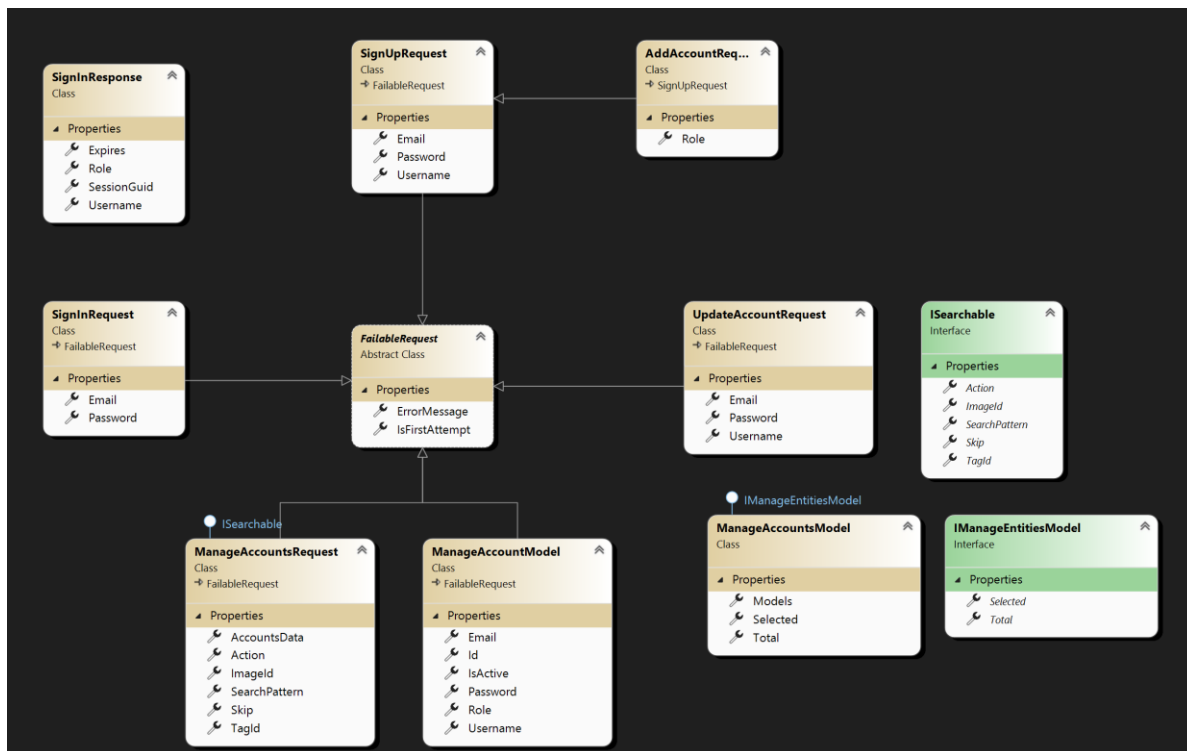 SignInResponse
Class
Properties
Expires
Role
SessionGuid
Username
SignUpRequest
Class
FailableRequest
Properties
Email
Password
Username
AddAccountReq...
Class
SignUpRequest
Properties
Role
SignInRequest
Class
FailableRequest
Properties
Email
Password
FailableRequest
Abstract Class
Properties
ErrorMessage
IsFirstAttempt
UpdateAccountRequest
Class
FailableRequest
Properties
Email
Password
Username
ISearchable
Interface
Properties
Action
ImageId
SearchPattern
Skip
TagId
ISearchable
ManageAccountsRequest
Class
FailableRequest
Properties
AccountsData
Action
ImageId
SearchPattern
Skip
TagId
ManageAccountModel
Class
FailableRequest
Properties
Email
Id
IsActive
Password
Role
Username
IManageEntitiesModel
ManageAccountsModel
Class
Properties
Models
Selected
Total
IManageEntitiesModel
Interface
Properties
Selected
Total